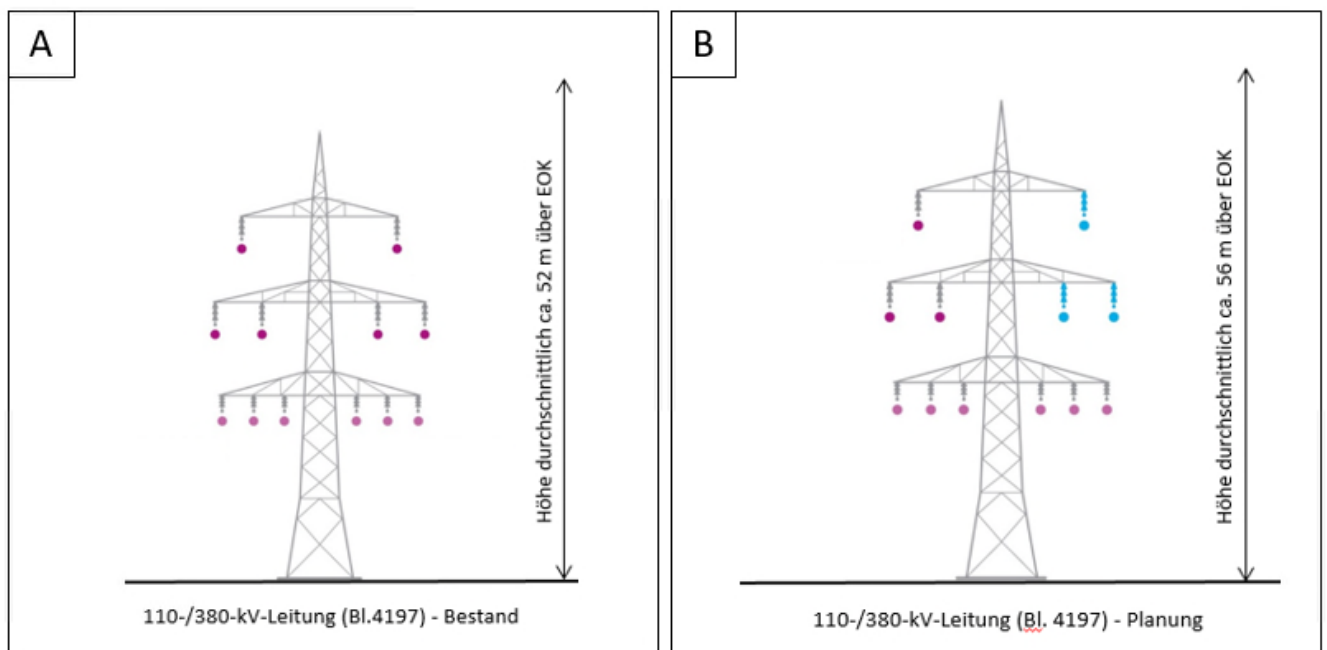 A
B
Höhe durchschnittlich ca. 52 m über EOK
Höhe durchschnittlich ca. 56 m über EOK
110-/380-kV-Leitung (Bl.4197) - Bestand
110-/380-kV-Leitung (Bl. 4197) - Planung